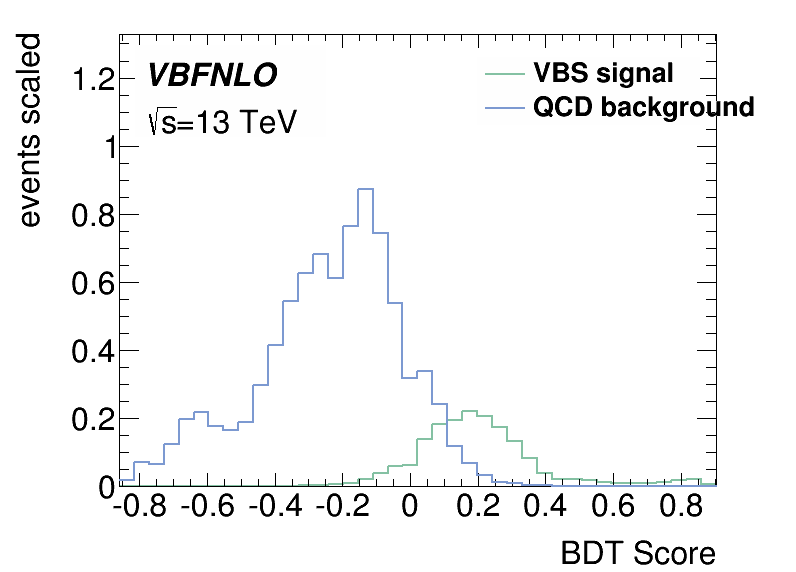 events scaled
VBFNLO
√s=13 TeV
VBS signal
QCD background
1.2
1
0.8
0.6
0.4
0.2
0
-0.8 -0.6 -0.4 -0.2 0 0.2 0.4 0.6 0.8
BDT Score